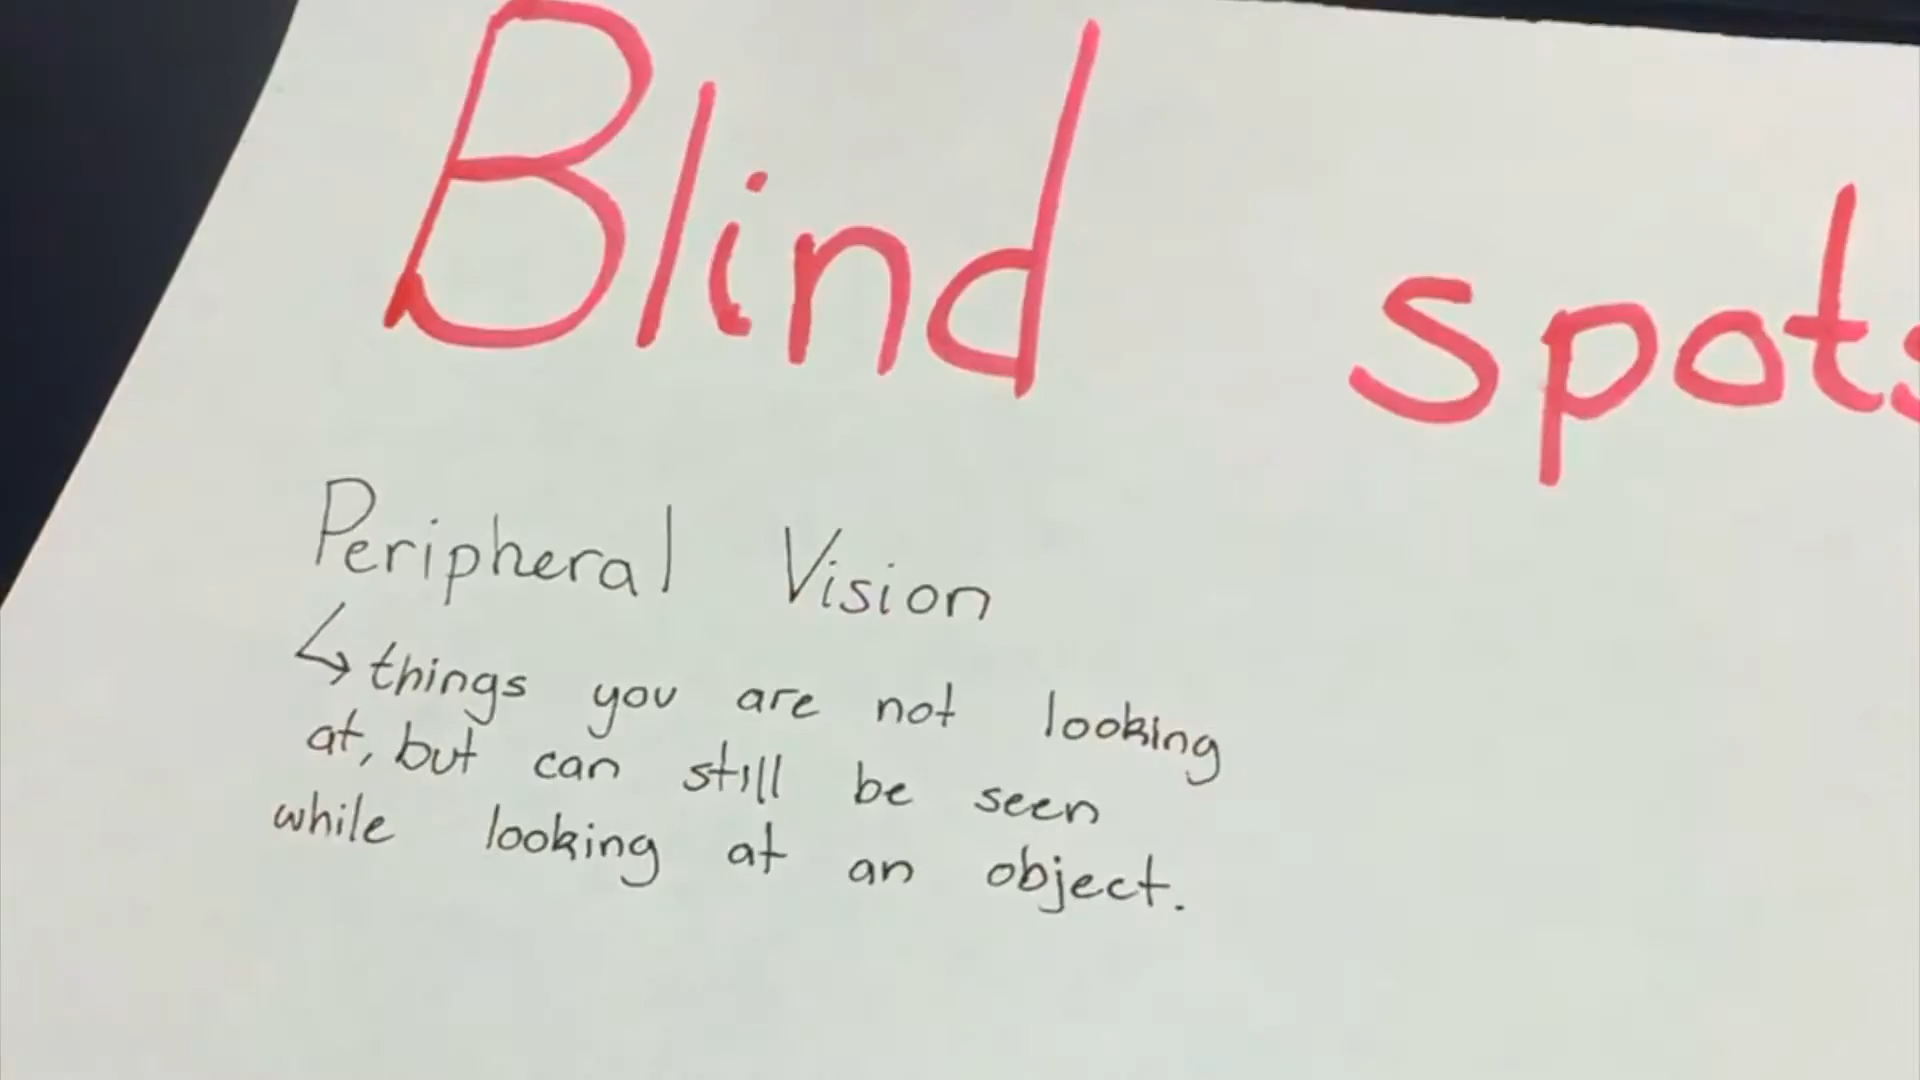 Blind spots
Peripheral Vision
↳ things you are not looking
at, but can still be seen
while looking at an object.